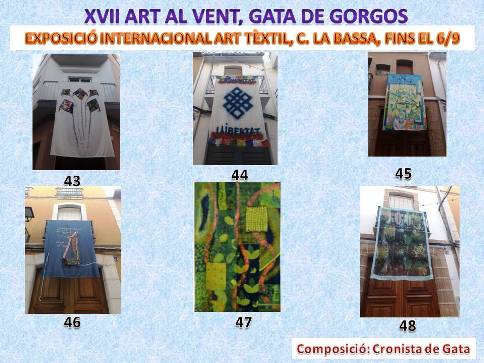 XVII ART AL VENT, GATA DE GORGOS
EXPOSICIÓ INTERNACIONAL ART TÈXTIL, C. LA BASSA, FINS EL 6/9
LLIBERTAT
43
44
45
46
47
48
Composició: Cronista de Gata